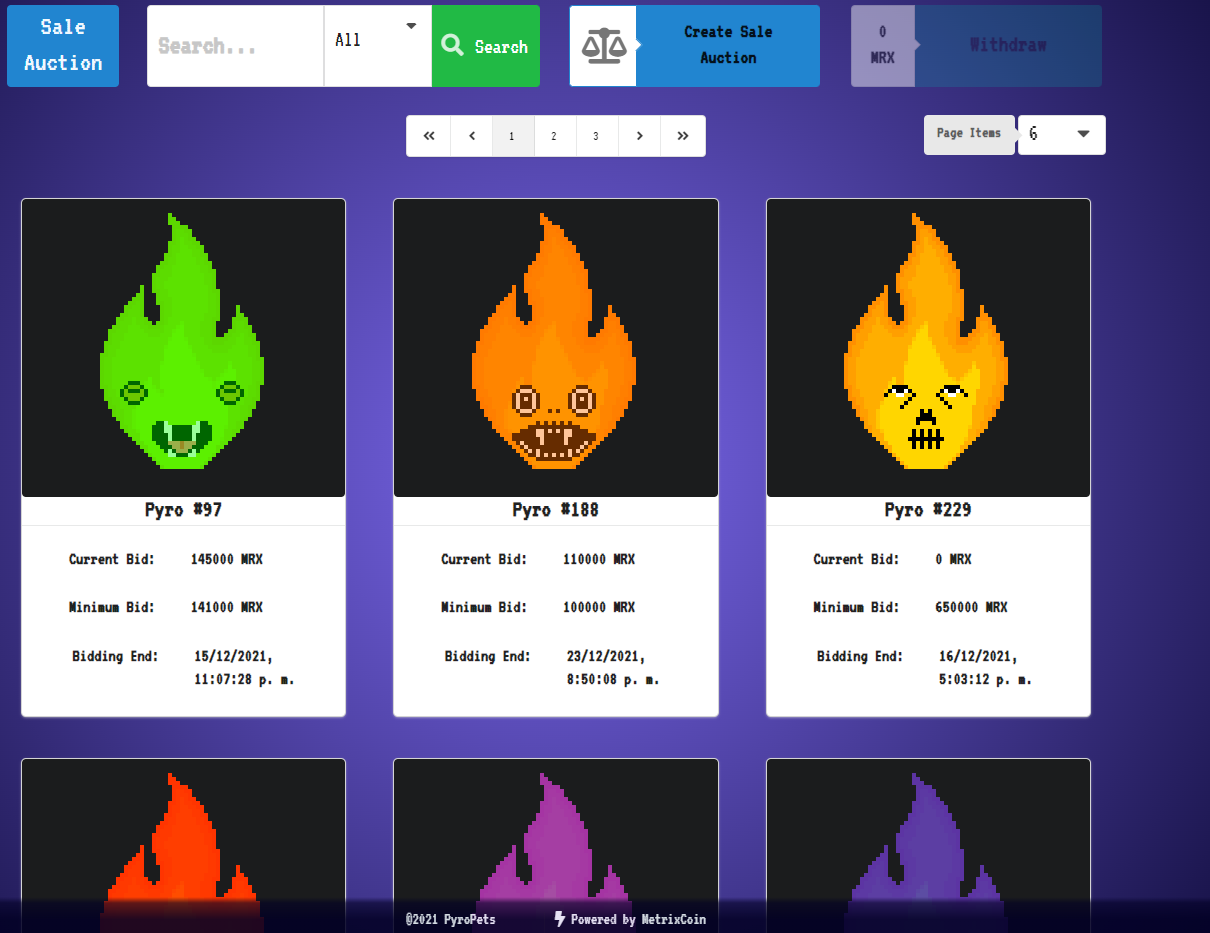 Sale
Auction
Search...
All
Search
Create Sale
Auction
0
MRX
Withdraw
1 2 3
Page Items
6
Pyro #97
Current Bid: 145000 MRX
Minimum Bid: 141000 MRX
Bidding End: 15/12/2021,
11:07:28 p. m.
Pyro #188
Current Bid: 110000 MRX
Minimum Bid: 100000 MRX
Bidding End: 23/12/2021,
8:50:08 p. m.
Pyro #229
Current Bid: 0 MRX
Minimum Bid: 650000 MRX
Bidding End: 16/12/2021,
5:03:12 p. m.
@2021 PyroPets
Powered by MetrixCoin